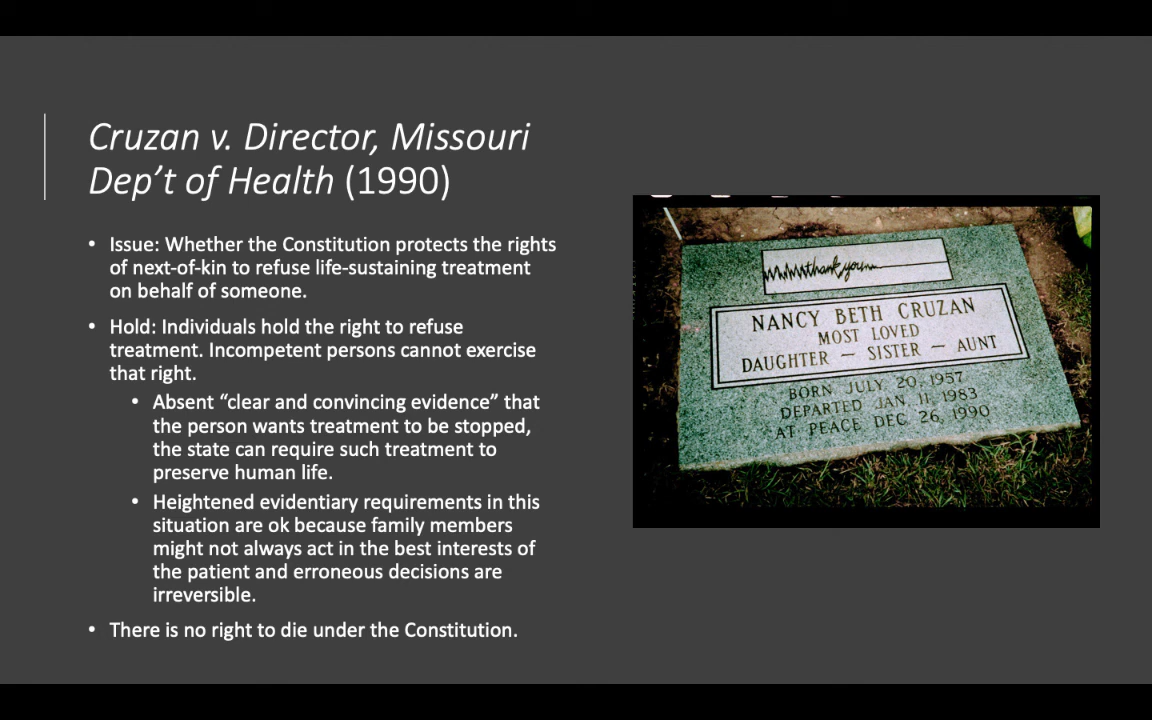 Cruzan v. Director, Missouri
Dep’t of Health (1990)
• Issue: Whether the Constitution protects the rights
of next-of-kin to refuse life-sustaining treatment
on behalf of someone.
• Hold: Individuals hold the right to refuse
treatment. Incompetent persons cannot exercise
that right.
• Absent “clear and convincing evidence” that
the person wants treatment to be stopped,
the state can require such treatment to
preserve human life.
• Heightened evidentiary requirements in this
situation are ok because family members
might not always act in the best interests of
the patient and erroneous decisions are
irreversible.
• There is no right to die under the Constitution.
thank you
NANCY BETH CRUZAN
MOST LOVED
DAUGHTER — SISTER — AUNT
BORN JULY 20, 1957
DEPARTED JAN 11, 1983
AT PEACE DEC 26, 1990